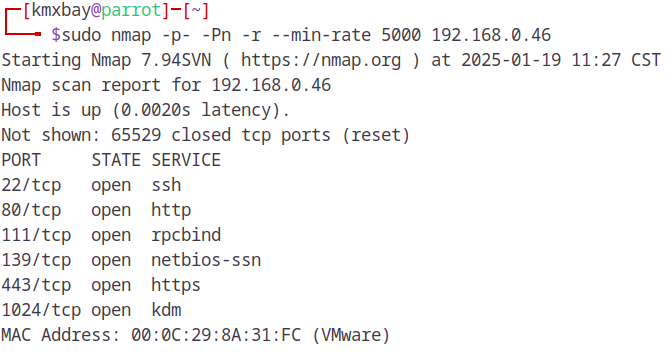 ┌─[kmxbay@parrot]─[~]
└──╼ $sudo nmap -p- -Pn -r --min-rate 5000 192.168.0.46
Starting Nmap 7.94SVN ( https://nmap.org ) at 2025-01-19 11:27 CST
Nmap scan report for 192.168.0.46
Host is up (0.0020s latency).
Not shown: 65529 closed tcp ports (reset)
PORT     STATE SERVICE
22/tcp   open  ssh
80/tcp   open  http
111/tcp  open  rpcbind
139/tcp  open  netbios-ssn
443/tcp  open  https
1024/tcp open  kdm
MAC Address: 00:0C:29:8A:31:FC (VMware)